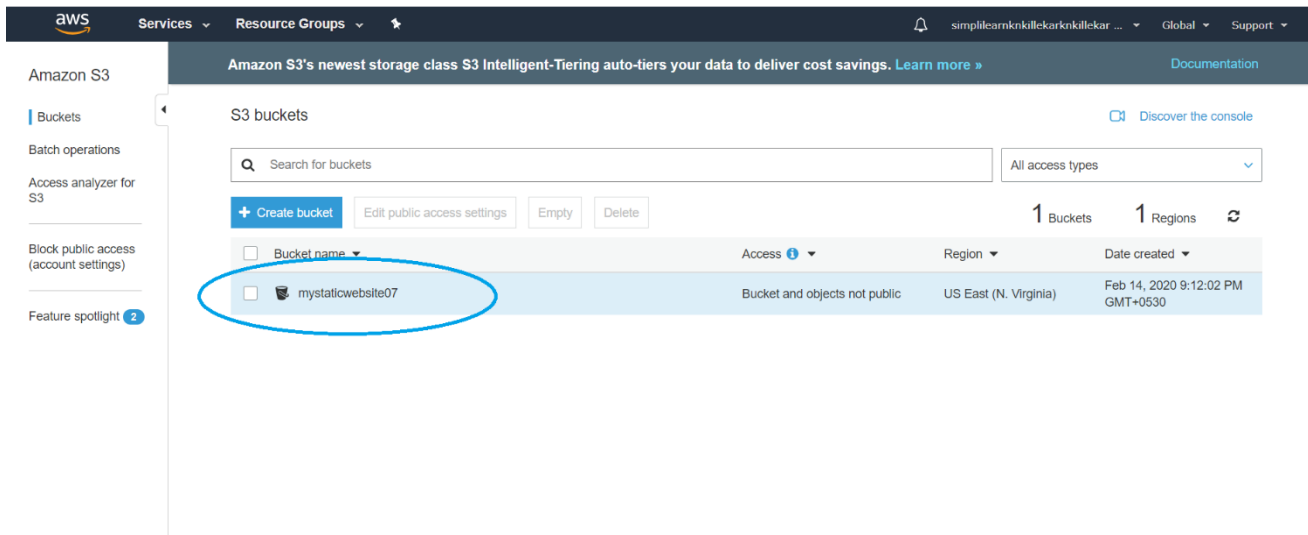 aws Services Resource Groups simplilearnknkillekarknkillekar ... Global Support
Amazon S3
Buckets
Batch operations
Access analyzer for
S3
Block public access
(account settings)
Feature spotlight 2
Amazon S3's newest storage class S3 Intelligent-Tiering auto-tiers your data to deliver cost savings. Learn more » Documentation
S3 buckets Discover the console
Search for buckets All access types
+ Create bucket Edit public access settings Empty Delete 1 Buckets 1 Regions
Bucket name Access Region Date created
mystaticwebsite07 Bucket and objects not public US East (N. Virginia) Feb 14, 2020 9:12:02 PM
GMT+0530